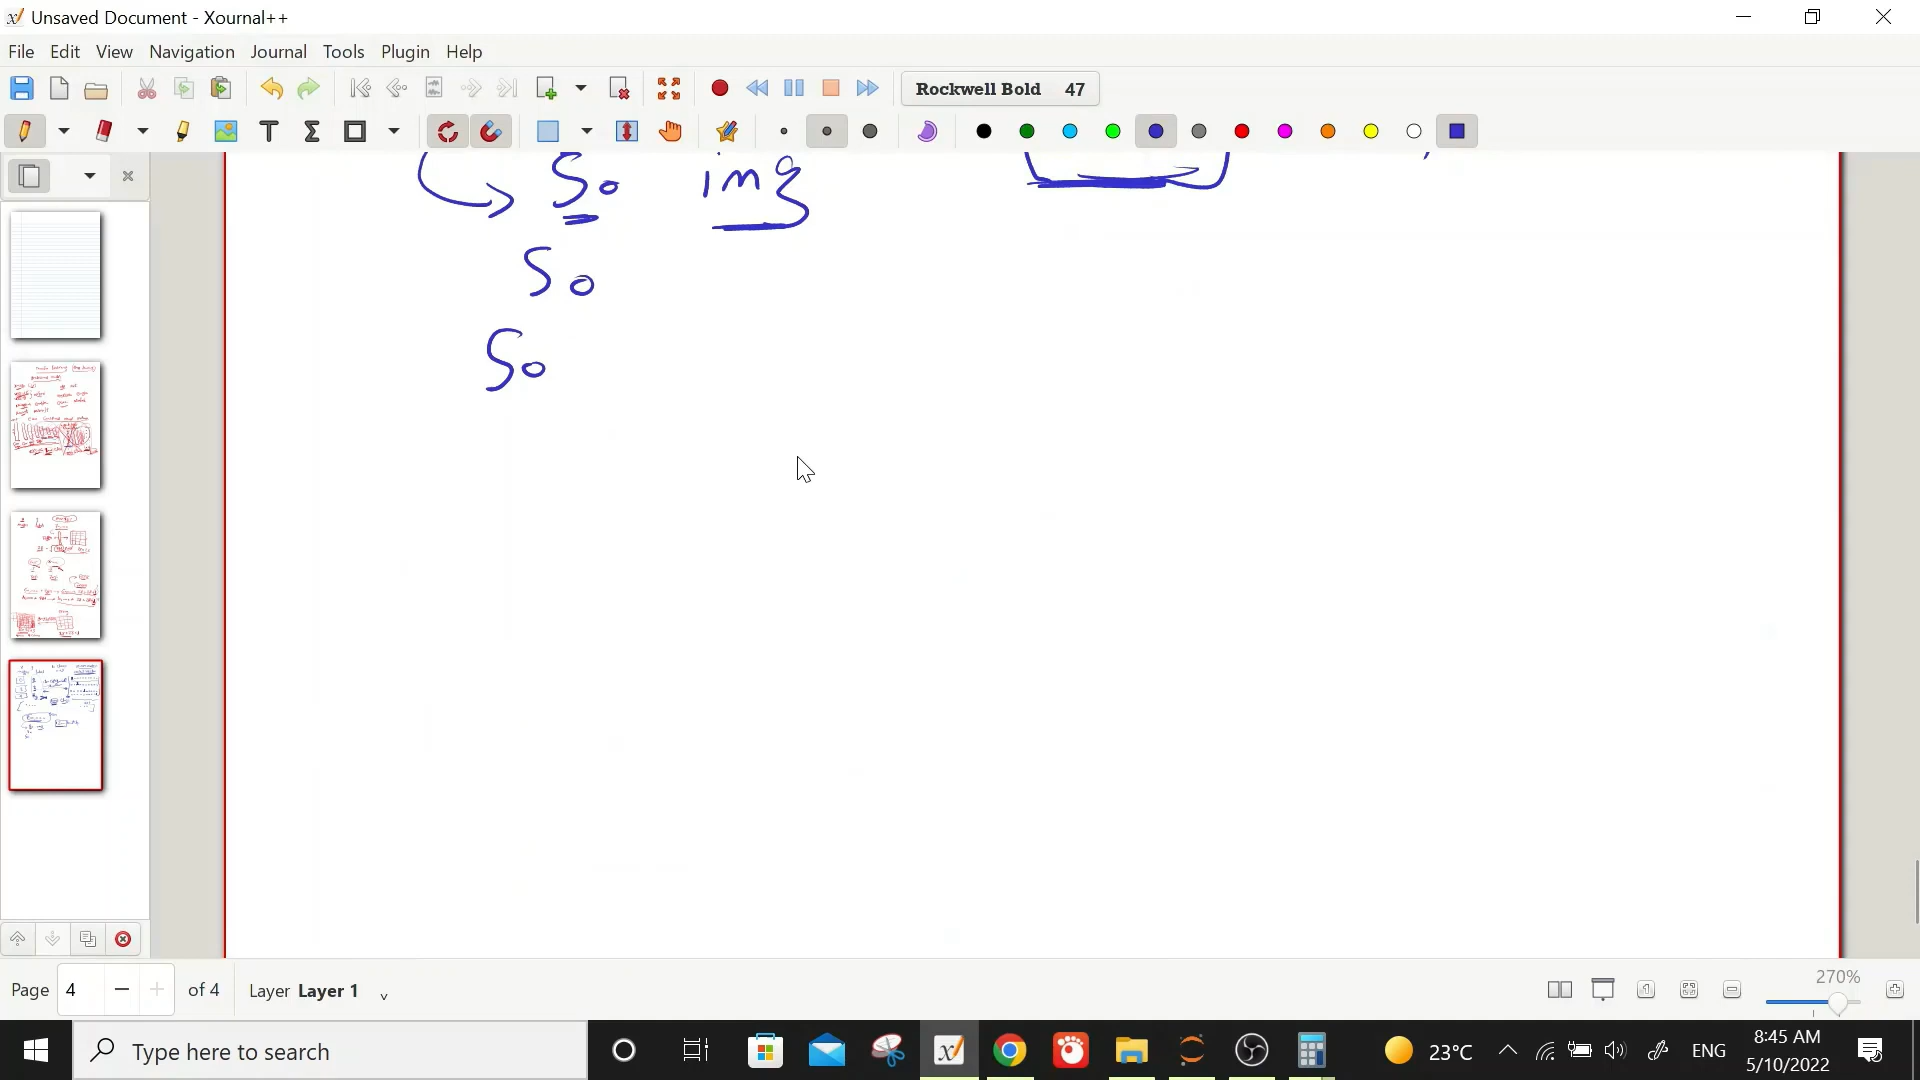 Unsaved Document - Xournal++
File Edit View Navigation Journal Tools Plugin Help
Rockwell Bold 47
So img
So
So
Page 4 of 4 Layer Layer 1
270%
Type here to search
23°C
ENG
8:45 AM
5/10/2022